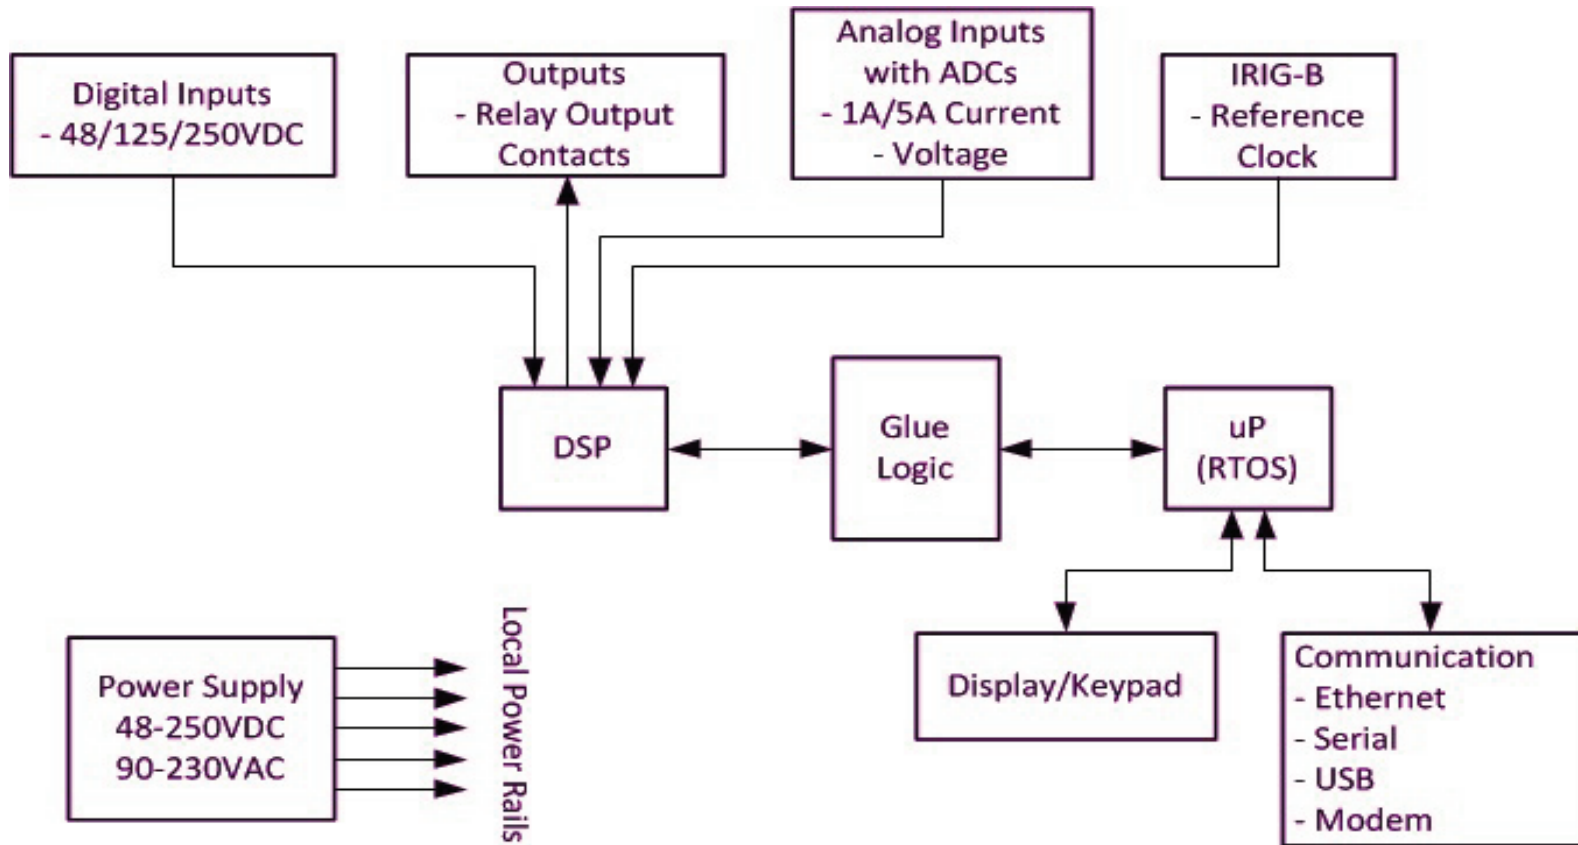 Digital Inputs
- 48/125/250VDC
Outputs
- Relay Output
Contacts
Analog Inputs
with ADCs
- 1A/5A Current
- Voltage
IRIG-B
- Reference
Clock
DSP
Glue
Logic
uP
(RTOS)
Power Supply
48-250VDC
90-230VAC
Local Power Rails
Display/Keypad
Communication
- Ethernet
- Serial
- USB
- Modem